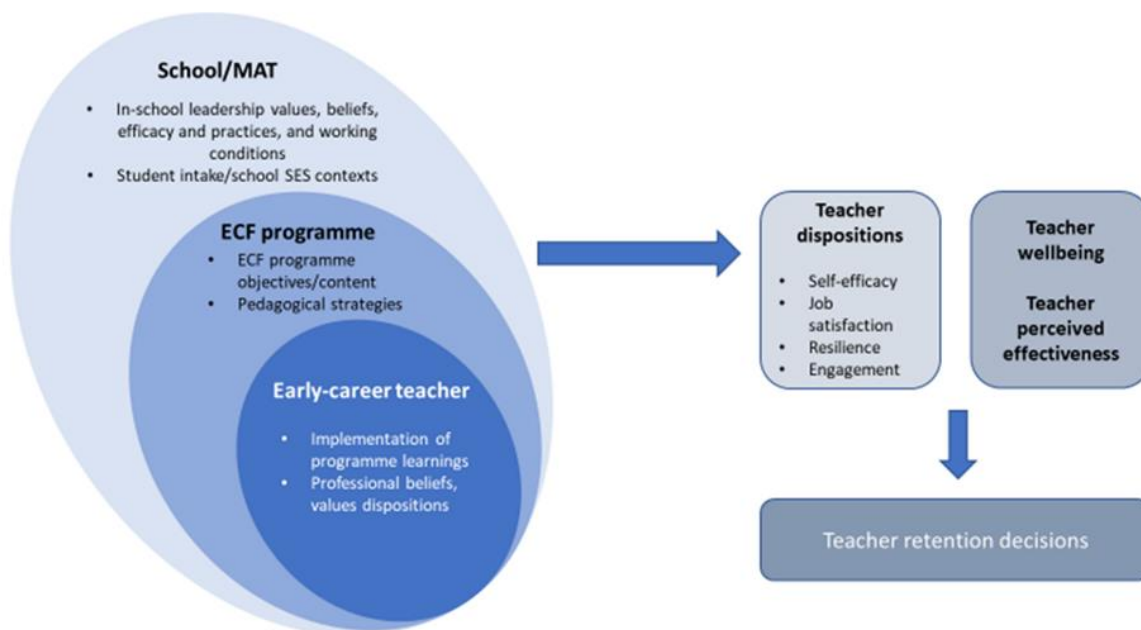 School/MAT
• In-school leadership values, beliefs,
efficacy and practices, and working
conditions
• Student intake/school SES contexts
ECF programme
• ECF programme
objectives/content
• Pedagogical strategies
Early-career teacher
• Implementation of
programme learnings
• Professional beliefs,
values dispositions
Teacher
dispositions
• Self-efficacy
• Job
satisfaction
• Resilience
• Engagement
Teacher
wellbeing
Teacher
perceived
effectiveness
Teacher retention decisions